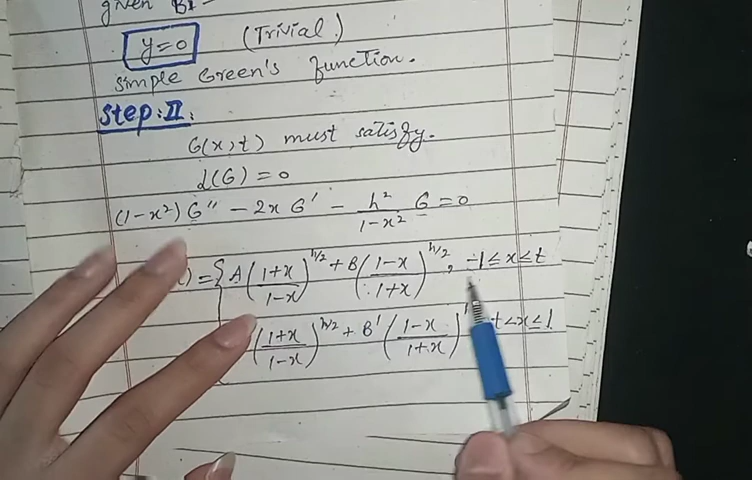 given
y=0 (Trivial)
simple Green's function.
Step:II:
G(x,t) must satisfy.
L(G) = 0
(1-x²) G'' - 2x G' - h²/(1-x²) G = 0
) = { A((1+x)/(1-x))^(h/2) + B((1-x)/(1+x))^(h/2), -1≤x≤t
((1+x)/(1-x))^(h/2) + B'((1-x)/(1+x)) t<x≤1